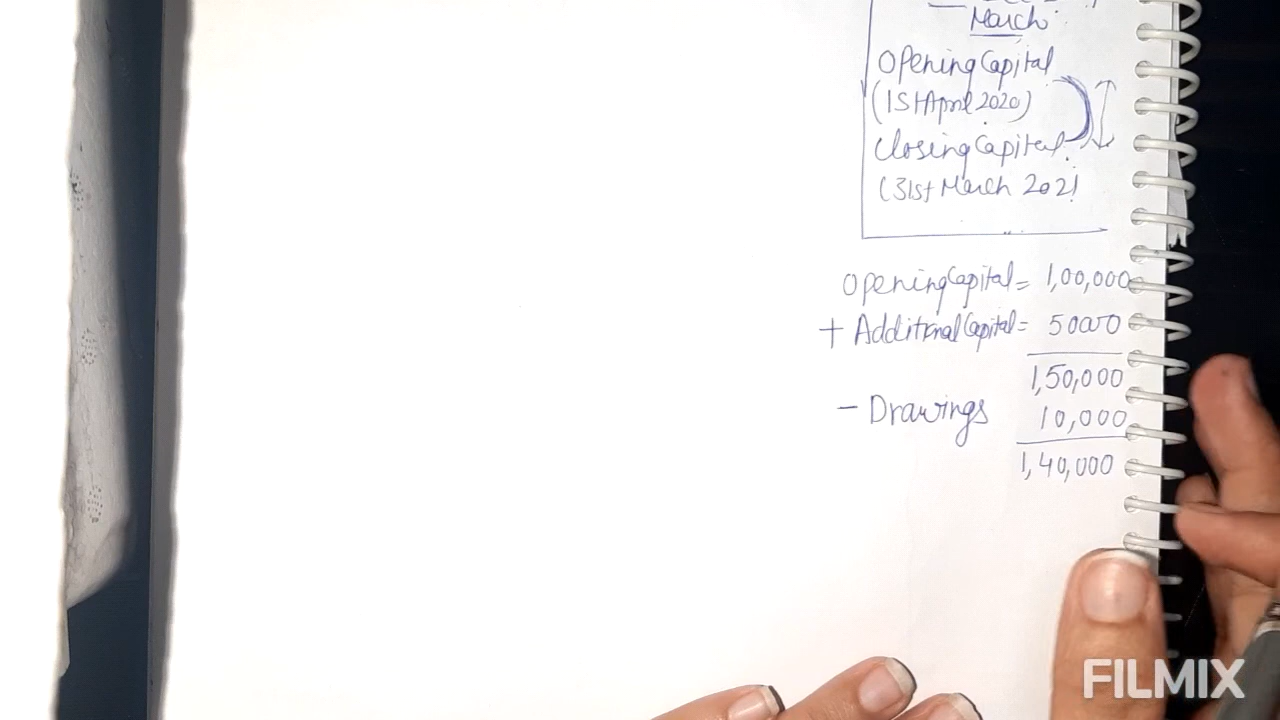 March
Opening Capital
(1st April 2020)
Closing Capital
(31st March 2021
Opening Capital = 1,00,000
+ Additional Capital = 50000
1,50,000
- Drawings 10,000
1,40,000
FILMIX